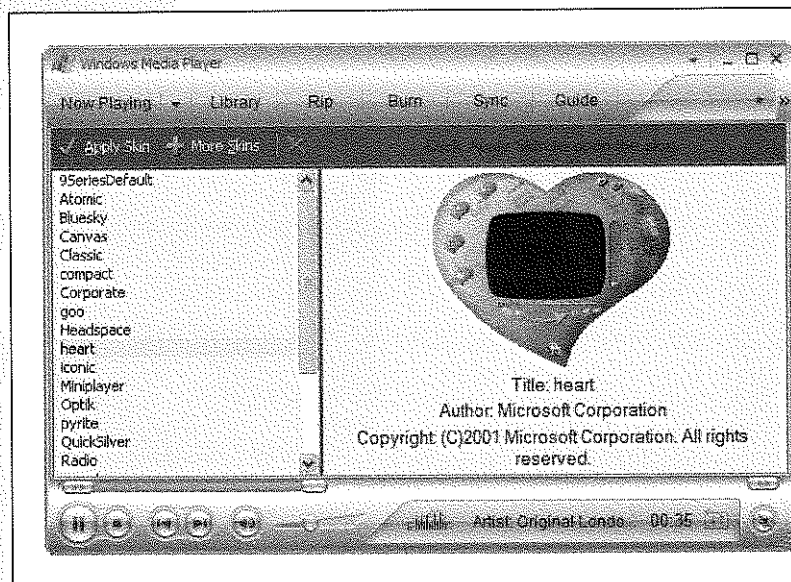 Windows Media Player
Now Playing Library Rip Burn Sync Guide »
Apply Skin More Skins
9SeriesDefault
Atomic
Bluesky
Canvas
Classic
compact
Corporate
goo
Headspace
heart
iconic
Miniplayer
Optik
pyrite
QuickSilver
Radio
Title: heart
Author: Microsoft Corporation
Copyright: (C)2001 Microsoft Corporation. All rights
reserved.
Artist: Original Londo... 00:35